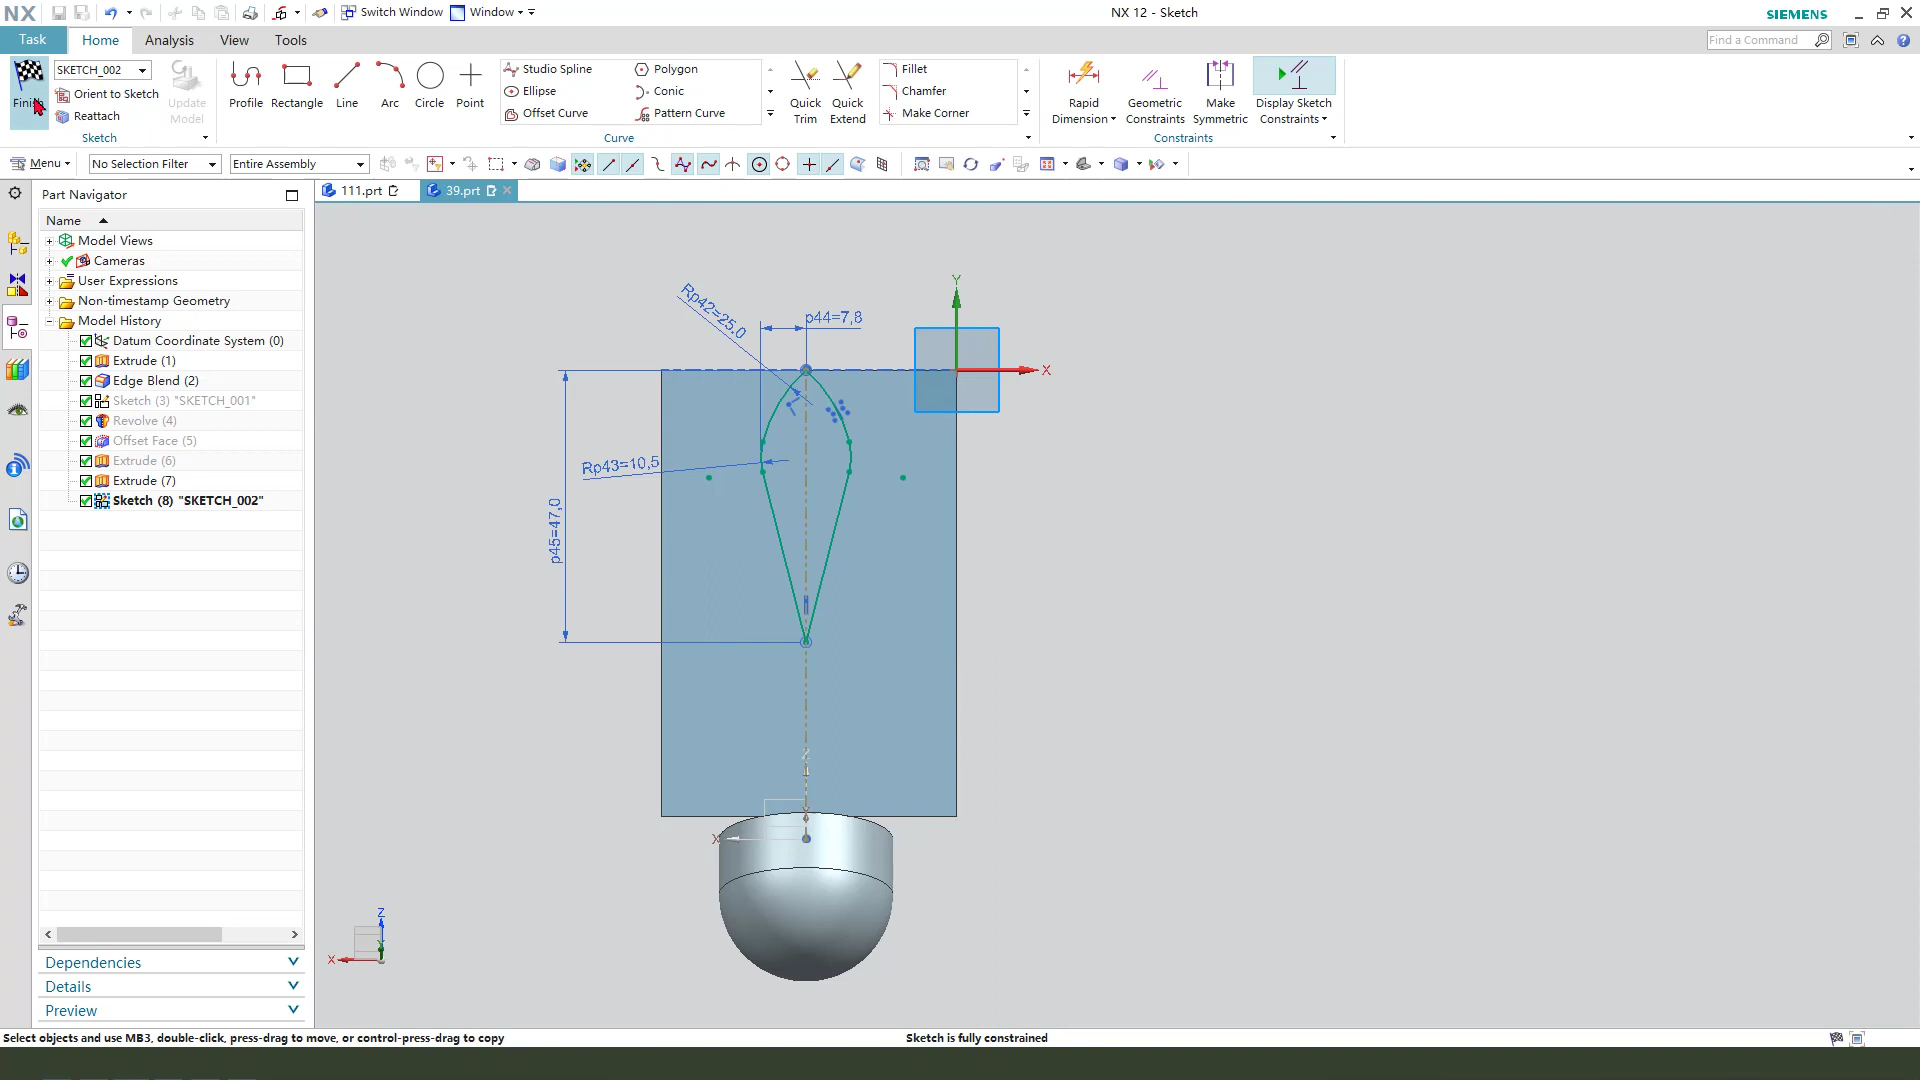 NX
Switch Window
Window
NX 12 - Sketch
SIEMENS
Task
Home
Analysis
View
Tools
Find a Command
Finish
SKETCH_002
Orient to Sketch
Reattach
Update Model
Sketch
Profile
Rectangle
Line
Arc
Circle
Point
Studio Spline
Ellipse
Offset Curve
Polygon
Conic
Pattern Curve
Quick Trim
Quick Extend
Fillet
Chamfer
Make Corner
Curve
Rapid Dimension
Geometric Constraints
Make Symmetric
Display Sketch Constraints
Constraints
Menu
No Selection Filter
Entire Assembly
Part Navigator
111.prt
39.prt
Name
Model Views
Cameras
User Expressions
Non-timestamp Geometry
Model History
Datum Coordinate System (0)
Extrude (1)
Edge Blend (2)
Sketch (3) "SKETCH_001"
Revolve (4)
Offset Face (5)
Extrude (6)
Extrude (7)
Sketch (8) "SKETCH_002"
Dependencies
Details
Preview
Rp42=25,0
p44=7,8
Y
X
Rp43=10,5
p45=47,0
X
Z
X
Select objects and use MB3, double-click, press-drag to move, or control-press-drag to copy
Sketch is fully constrained